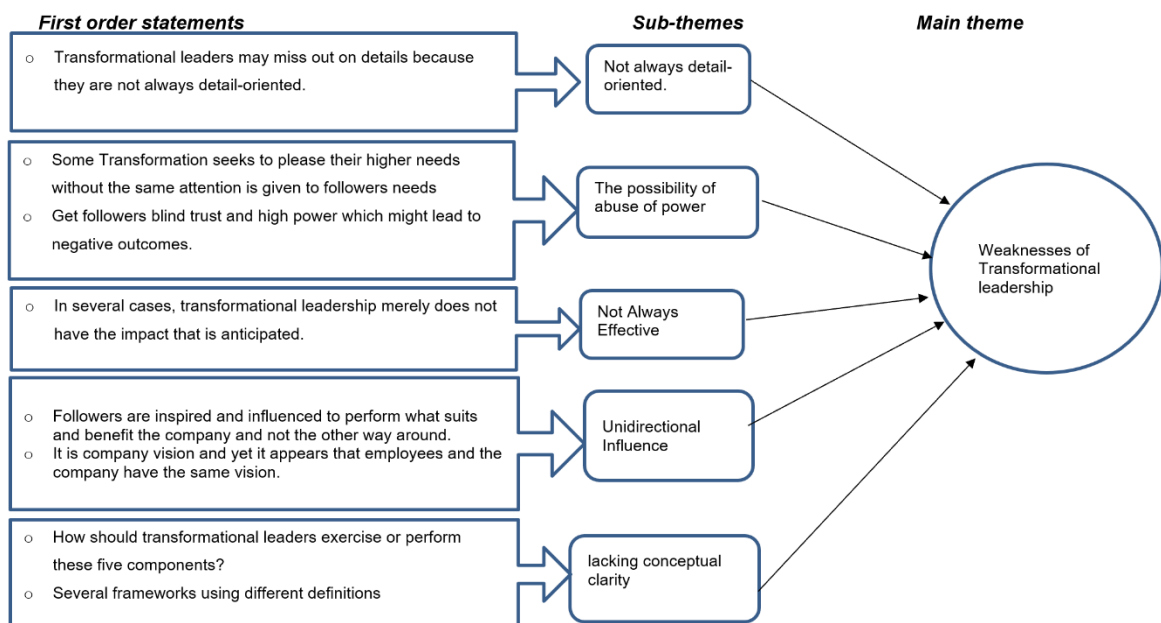 First order statements
Sub-themes
Main theme
o Transformational leaders may miss out on details because
they are not always detail-oriented.
Not always detail-
oriented.
o Some Transformation seeks to please their higher needs
without the same attention is given to followers needs
o Get followers blind trust and high power which might lead to
negative outcomes.
The possibility of
abuse of power
o In several cases, transformational leadership merely does not
have the impact that is anticipated.
Not Always
Effective
o Followers are inspired and influenced to perform what suits
and benefit the company and not the other way around.
o It is company vision and yet it appears that employees and the
company have the same vision.
Unidirectional
Influence
o How should transformational leaders exercise or perform
these five components?
o Several frameworks using different definitions
lacking conceptual
clarity
Weaknesses of
Transformational
leadership